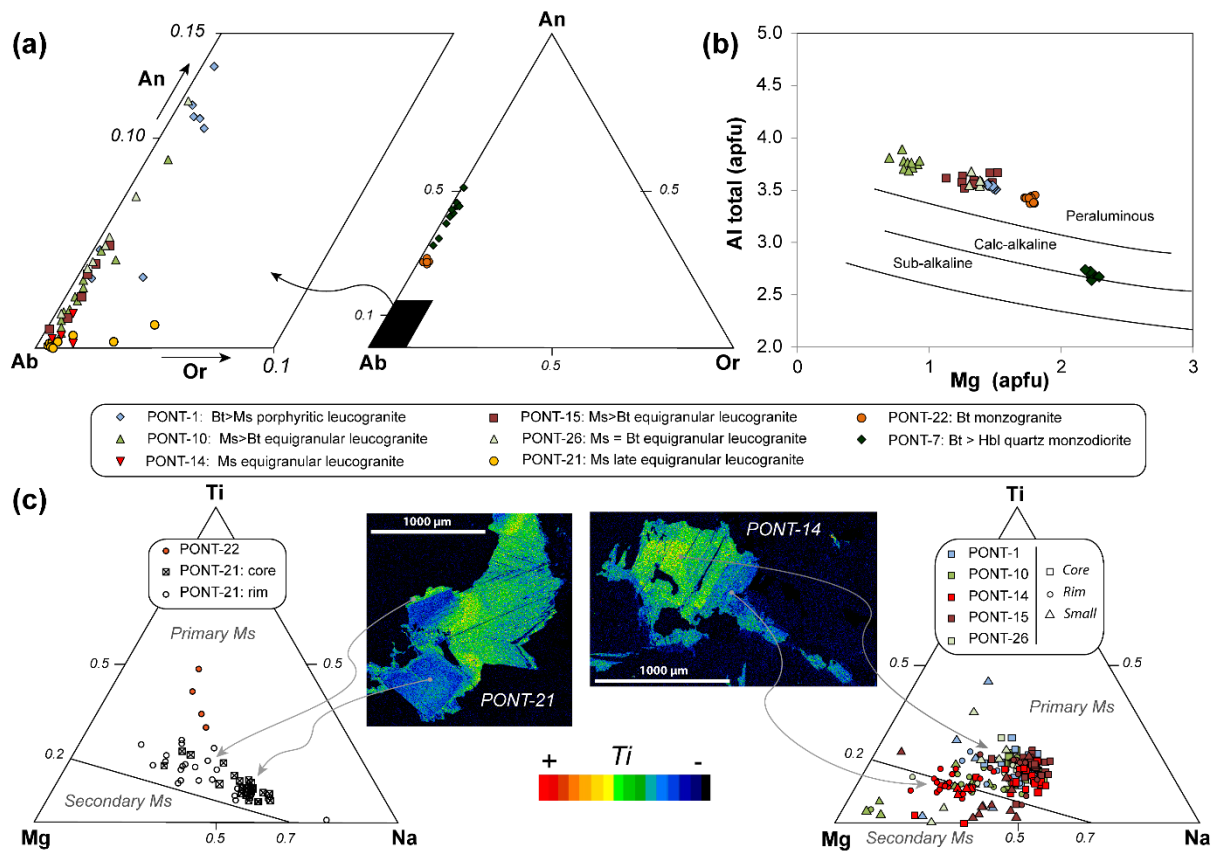 (a)
0.15
An
0.10
Ab
Or
0.1
An
0.5
0.5
0.1
Ab
0.5
Or
(b)
5.0
4.5
4.0
3.5
3.0
2.5
2.0
Al total (apfu)
Peraluminous
Calc-alkaline
Sub-alkaline
0
1
2
3
Mg (apfu)
PONT-1: Bt>Ms porphyritic leucogranite
PONT-10: Ms>Bt equigranular leucogranite
PONT-14: Ms equigranular leucogranite
PONT-15: Ms>Bt equigranular leucogranite
PONT-26: Ms = Bt equigranular leucogranite
PONT-21: Ms late equigranular leucogranite
PONT-22: Bt monzogranite
PONT-7: Bt > Hbl quartz monzodiorite
(c)
Ti
PONT-22
PONT-21: core
PONT-21: rim
Primary Ms
0.5
0.5
0.2
Secondary Ms
Mg
0.5
0.7
Na
1000 µm
PONT-21
PONT-14
1000 µm
+
Ti
-
Ti
PONT-1
PONT-10
PONT-14
PONT-15
PONT-26
Core
Rim
Small
0.5
0.5
Primary Ms
0.2
Mg
Secondary Ms
0.5
0.7
Na